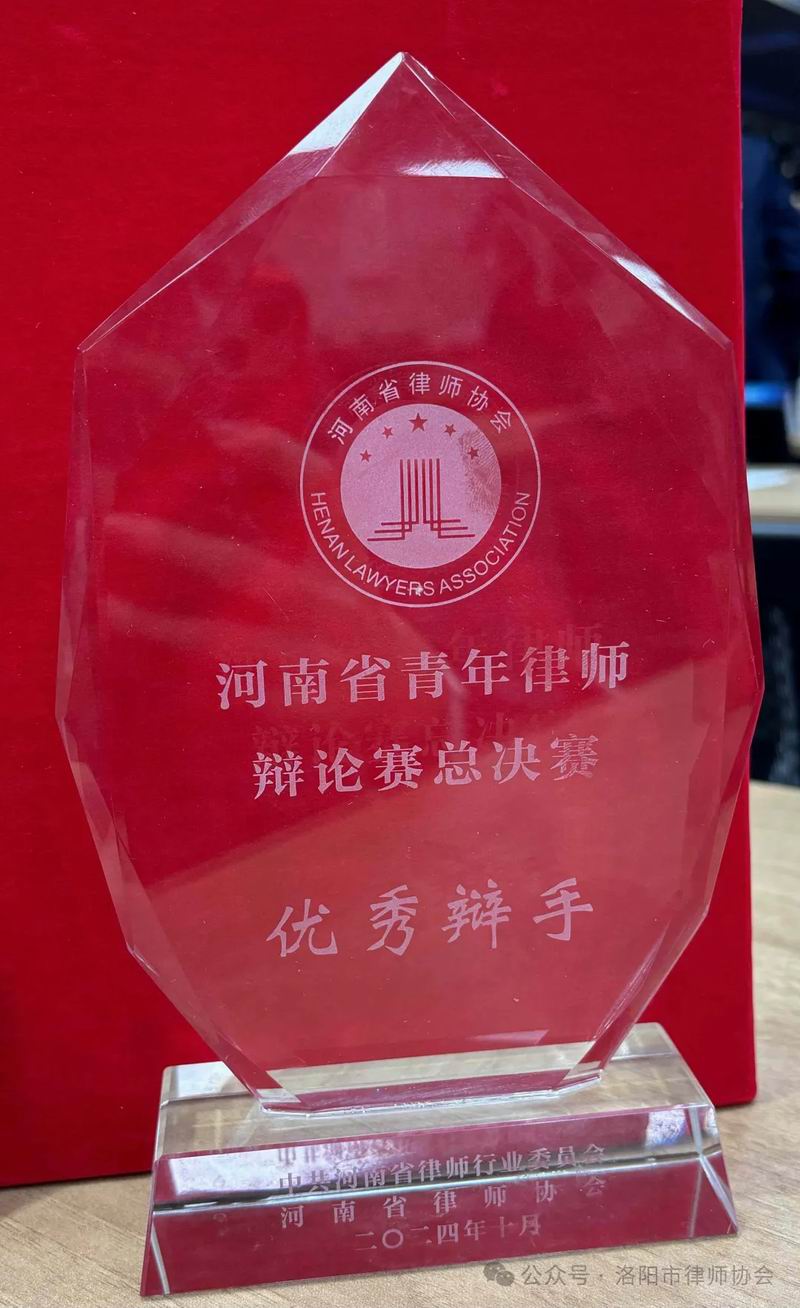 河南省律师协会
HENAN LAWYERS ASSOCIATION
河南省青年律师
辩论赛总决赛
优秀辩手
中共河南省律师行业委员会
河南省律师协会
二〇二四年十月
公众号·洛阳市律师协会